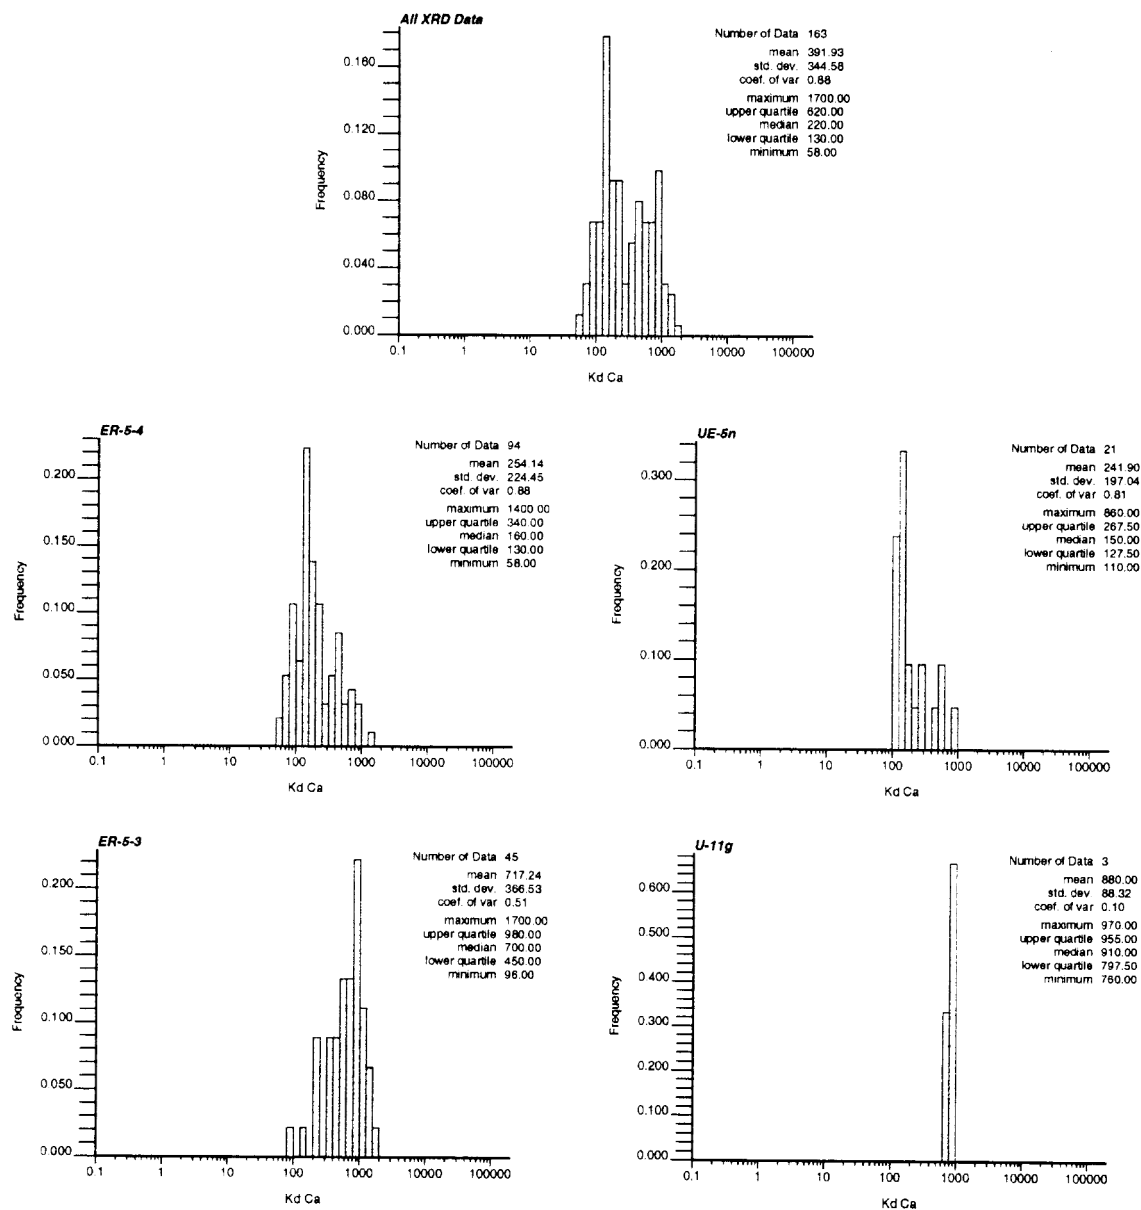 All XRD Data
Number of Data 163
mean 391.93
std. dev. 344.58
coef. of var 0.88
maximum 1700.00
upper quartile 620.00
median 220.00
lower quartile 130.00
minimum 58.00
Frequency
0.160
0.120
0.080
0.040
0.000
0.1 1 10 100 1000 10000 100000
Kd Ca
ER-5-4
Number of Data 94
mean 254.14
std. dev. 224.45
coef. of var 0.88
maximum 1400.00
upper quartile 340.00
median 160.00
lower quartile 130.00
minimum 58.00
Frequency
0.200
0.150
0.100
0.050
0.000
0.1 1 10 100 1000 10000 100000
Kd Ca
UE-5n
Number of Data 21
mean 241.90
std. dev. 197.04
coef. of var 0.81
maximum 860.00
upper quartile 267.50
median 150.00
lower quartile 127.50
minimum 110.00
Frequency
0.300
0.200
0.100
0.000
0.1 1 10 100 1000 10000 100000
Kd Ca
ER-5-3
Number of Data 45
mean 717.24
std. dev. 366.53
coef. of var 0.51
maximum 1700.00
upper quartile 980.00
median 700.00
lower quartile 450.00
minimum 96.00
Frequency
0.200
0.150
0.100
0.050
0.000
0.1 1 10 100 1000 10000 100000
Kd Ca
U-11g
Number of Data 3
mean 880.00
std. dev 88.32
coef. of var 0.10
maximum 970.00
upper quartile 955.00
median 910.00
lower quartile 797.50
minimum 760.00
Frequency
0.600
0.500
0.400
0.300
0.200
0.100
0.000
0.1 1 10 100 1000 10000 100000
Kd Ca